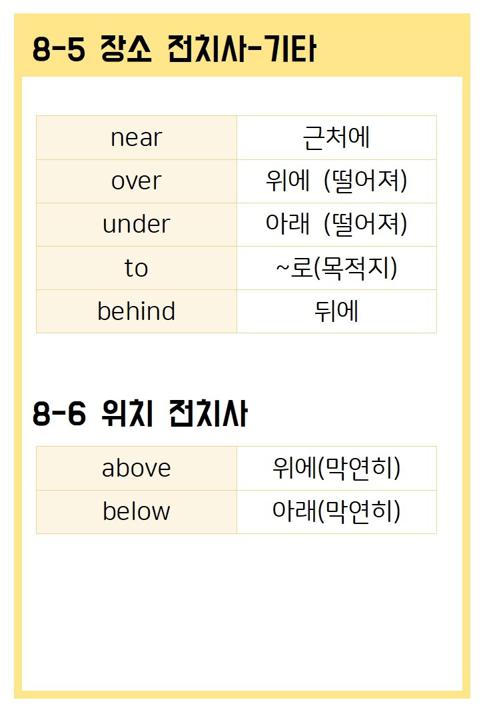 8-5 장소 전치사-기타
near 근처에
over 위에 (떨어져)
under 아래 (떨어져)
to ~로(목적지)
behind 뒤에
8-6 위치 전치사
above 위에(막연히)
below 아래(막연히)